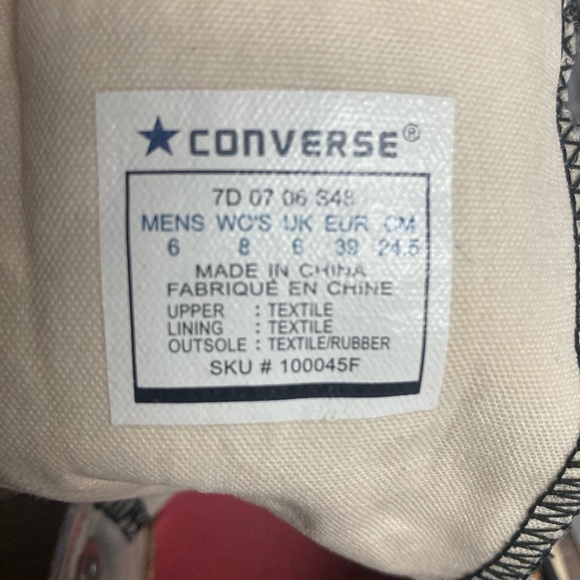 ★ CONVERSE®
7D 07 06 S48
MENS WO'S UK EUR CM
6 8 6 39 24.5
MADE IN CHINA
FABRIQUÉ EN CHINE
UPPER : TEXTILE
LINING : TEXTILE
OUTSOLE : TEXTILE/RUBBER
SKU # 100045F